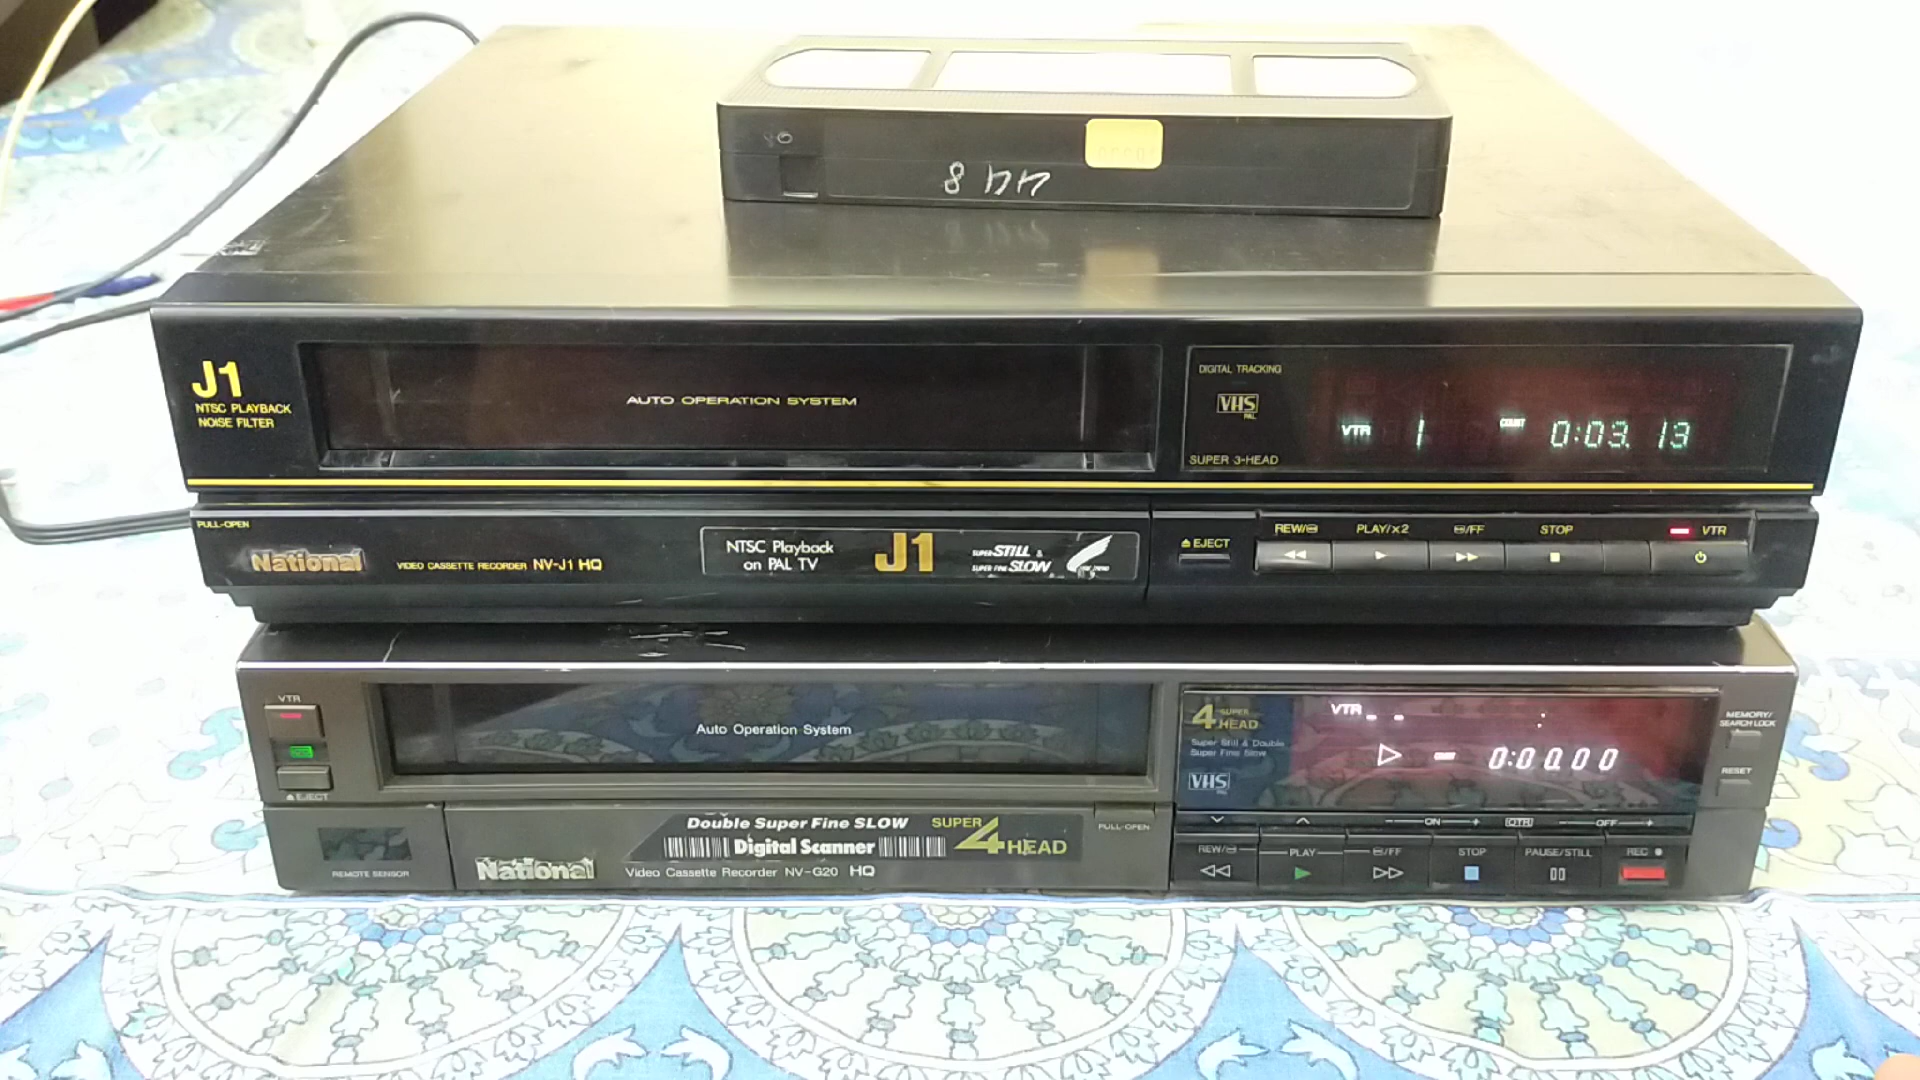 448
J1
NTSC PLAYBACK
NOISE FILTER
AUTO OPERATION SYSTEM
DIGITAL TRACKING
VHS
PAL
SUPER 3-HEAD
VTR 1 COUNT 0:03.13
PULL-OPEN
National
VIDEO CASSETTE RECORDER NV-J1 HQ
NTSC Playback
on PAL TV
J1
SUPER STILL &
SUPER FINE SLOW
EJECT
REW PLAY/x2 /FF STOP VTR
VTR
EJECT
Auto Operation System
4 SUPER
HEAD
Super Still & Double
Super Fine Slow
VHS
PAL
VTR
0:00.00
MEMORY/
SEARCH LOCK
RESET
REMOTE SENSOR
National
Double Super Fine SLOW
Digital Scanner
SUPER 4 HEAD
Video Cassette Recorder NV-G20 HQ
PULL-OPEN
- ON + OTR - OFF +
REW PLAY /FF STOP PAUSE/STILL REC